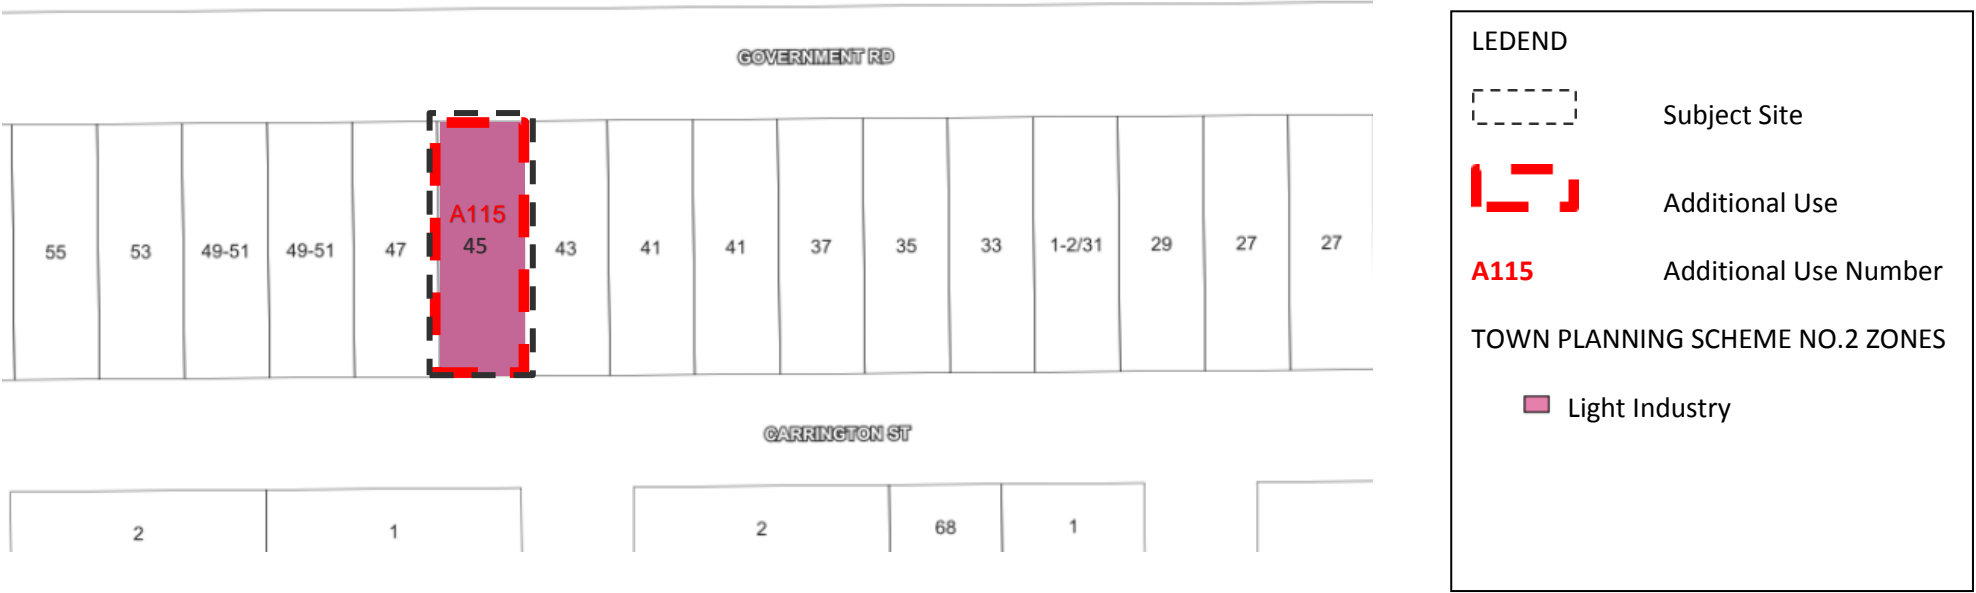 GOVERNMENT RD
A115
55 53 49-51 49-51 47 45 43 41 41 37 35 33 1-2/31 29 27 27
CARRINGTON ST
2 1 2 68 1
LEDEND
Subject Site
Additional Use
A115 Additional Use Number
TOWN PLANNING SCHEME NO.2 ZONES
Light Industry